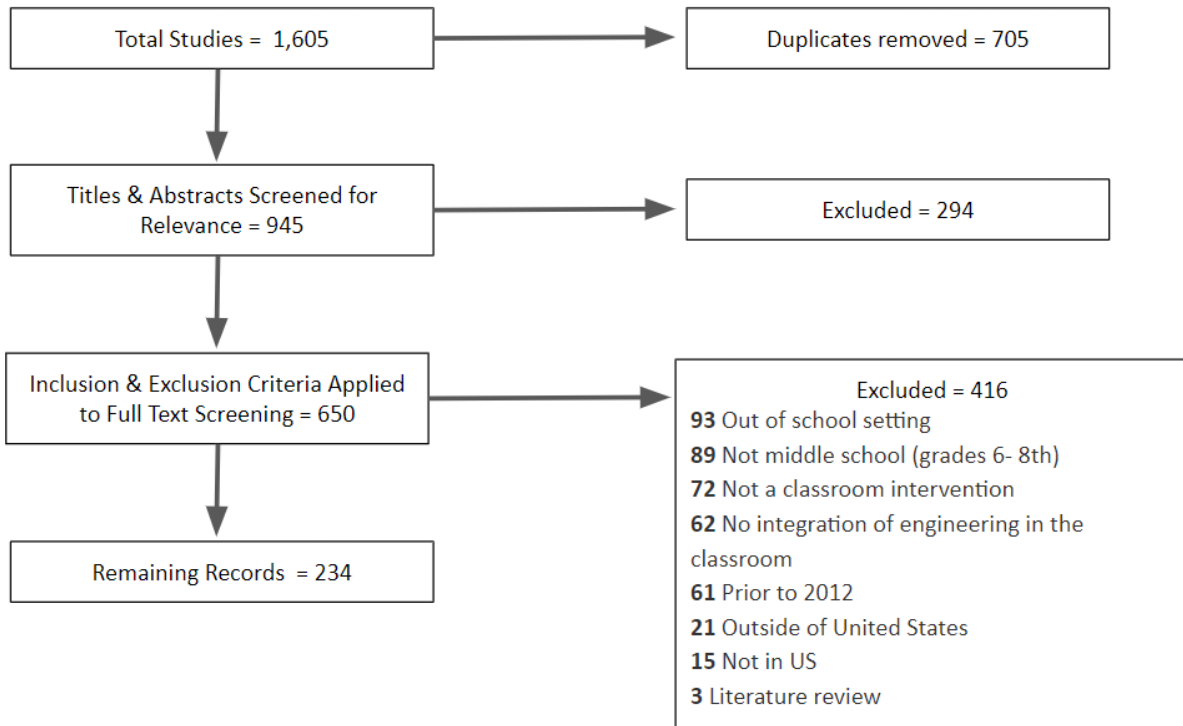 Total Studies =  1,605
Duplicates removed = 705
Titles & Abstracts Screened for
Relevance = 945
Excluded = 294
Inclusion & Exclusion Criteria Applied
to Full Text Screening = 650
Excluded = 416
93 Out of school setting
89 Not middle school (grades 6- 8th)
72 Not a classroom intervention
62 No integration of engineering in the
classroom
61 Prior to 2012
21 Outside of United States
15 Not in US
3 Literature review
Remaining Records  = 234